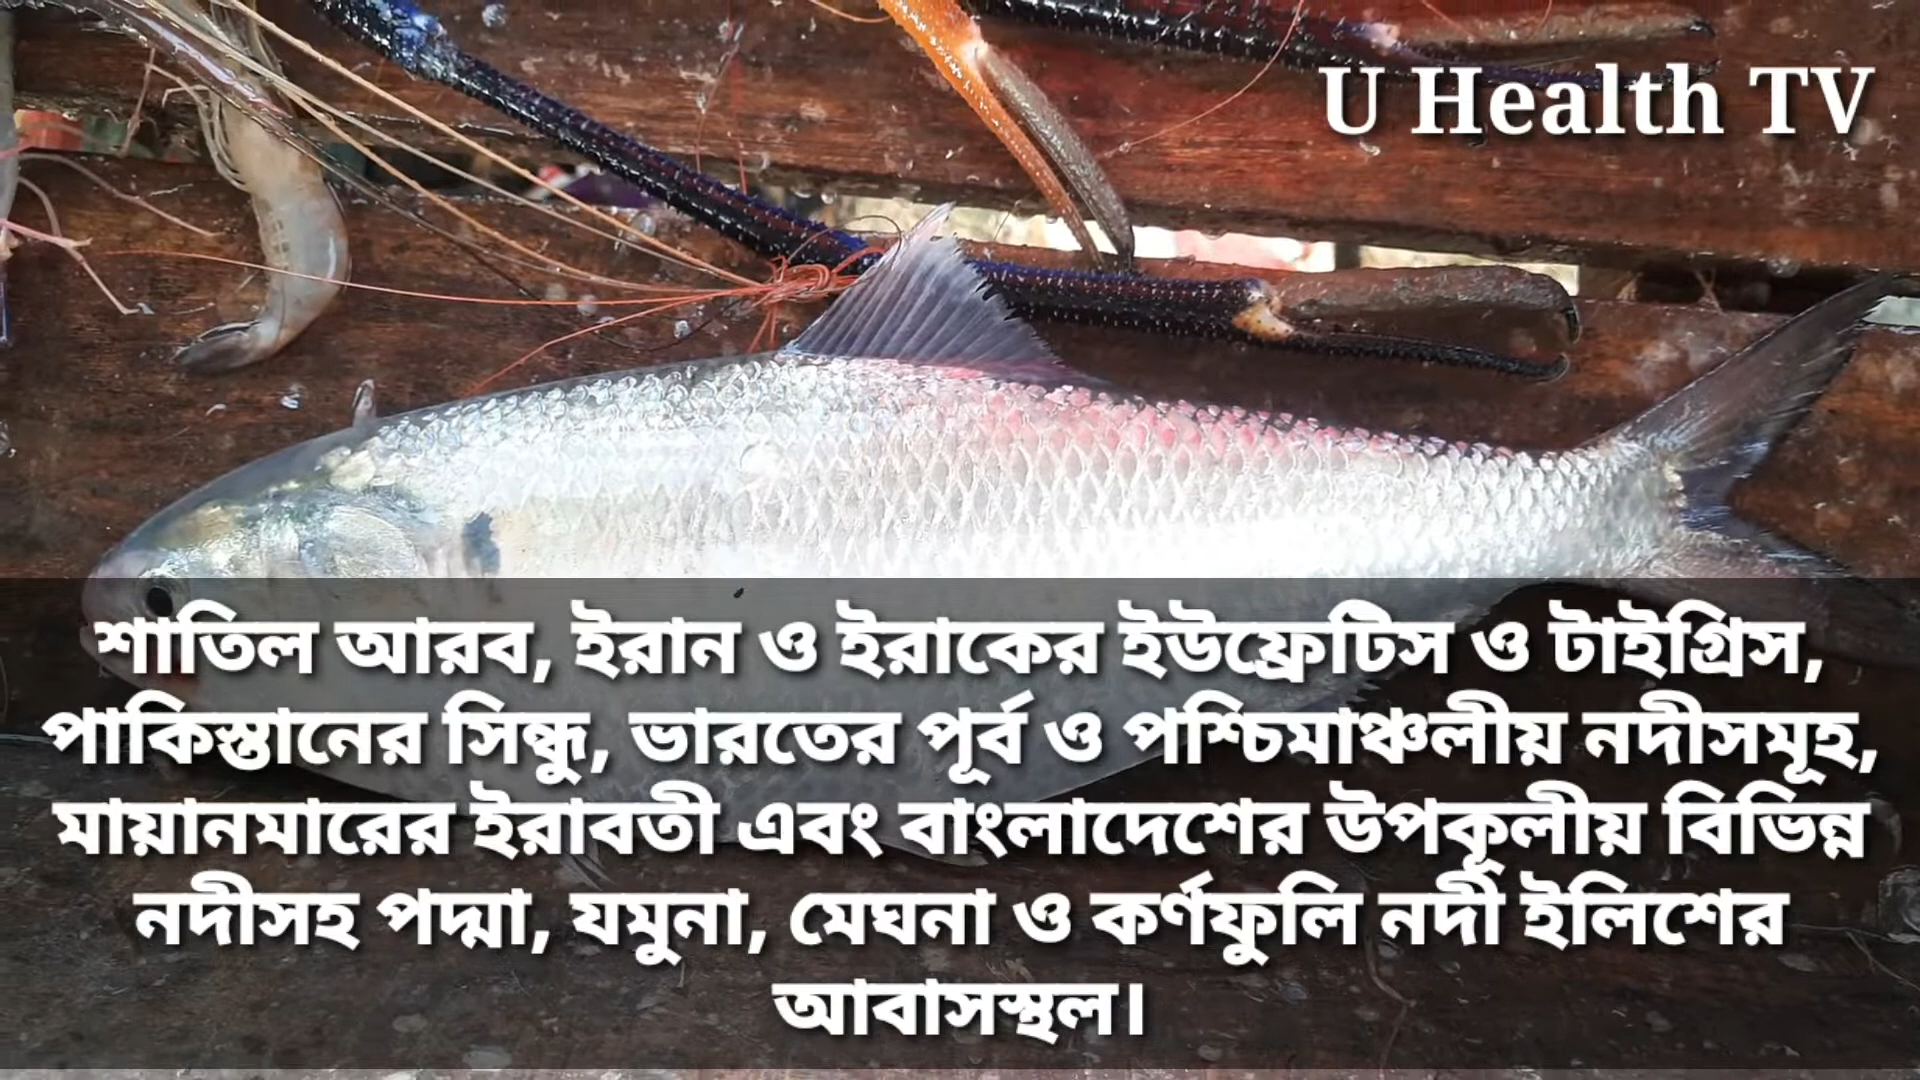 U Health TV
শাতিল আরব, ইরান ও ইরাকের ইউফ্রেটিস ও টাইগ্রিস,
পাকিস্তানের সিন্ধু, ভারতের পূর্ব ও পশ্চিমাঞ্চলীয় নদীসমূহ,
মায়ানমারের ইরাবতী এবং বাংলাদেশের উপকূলীয় বিভিন্ন
নদীসহ পদ্মা, যমুনা, মেঘনা ও কর্ণফুলি নদী ইলিশের
আবাসস্থল।